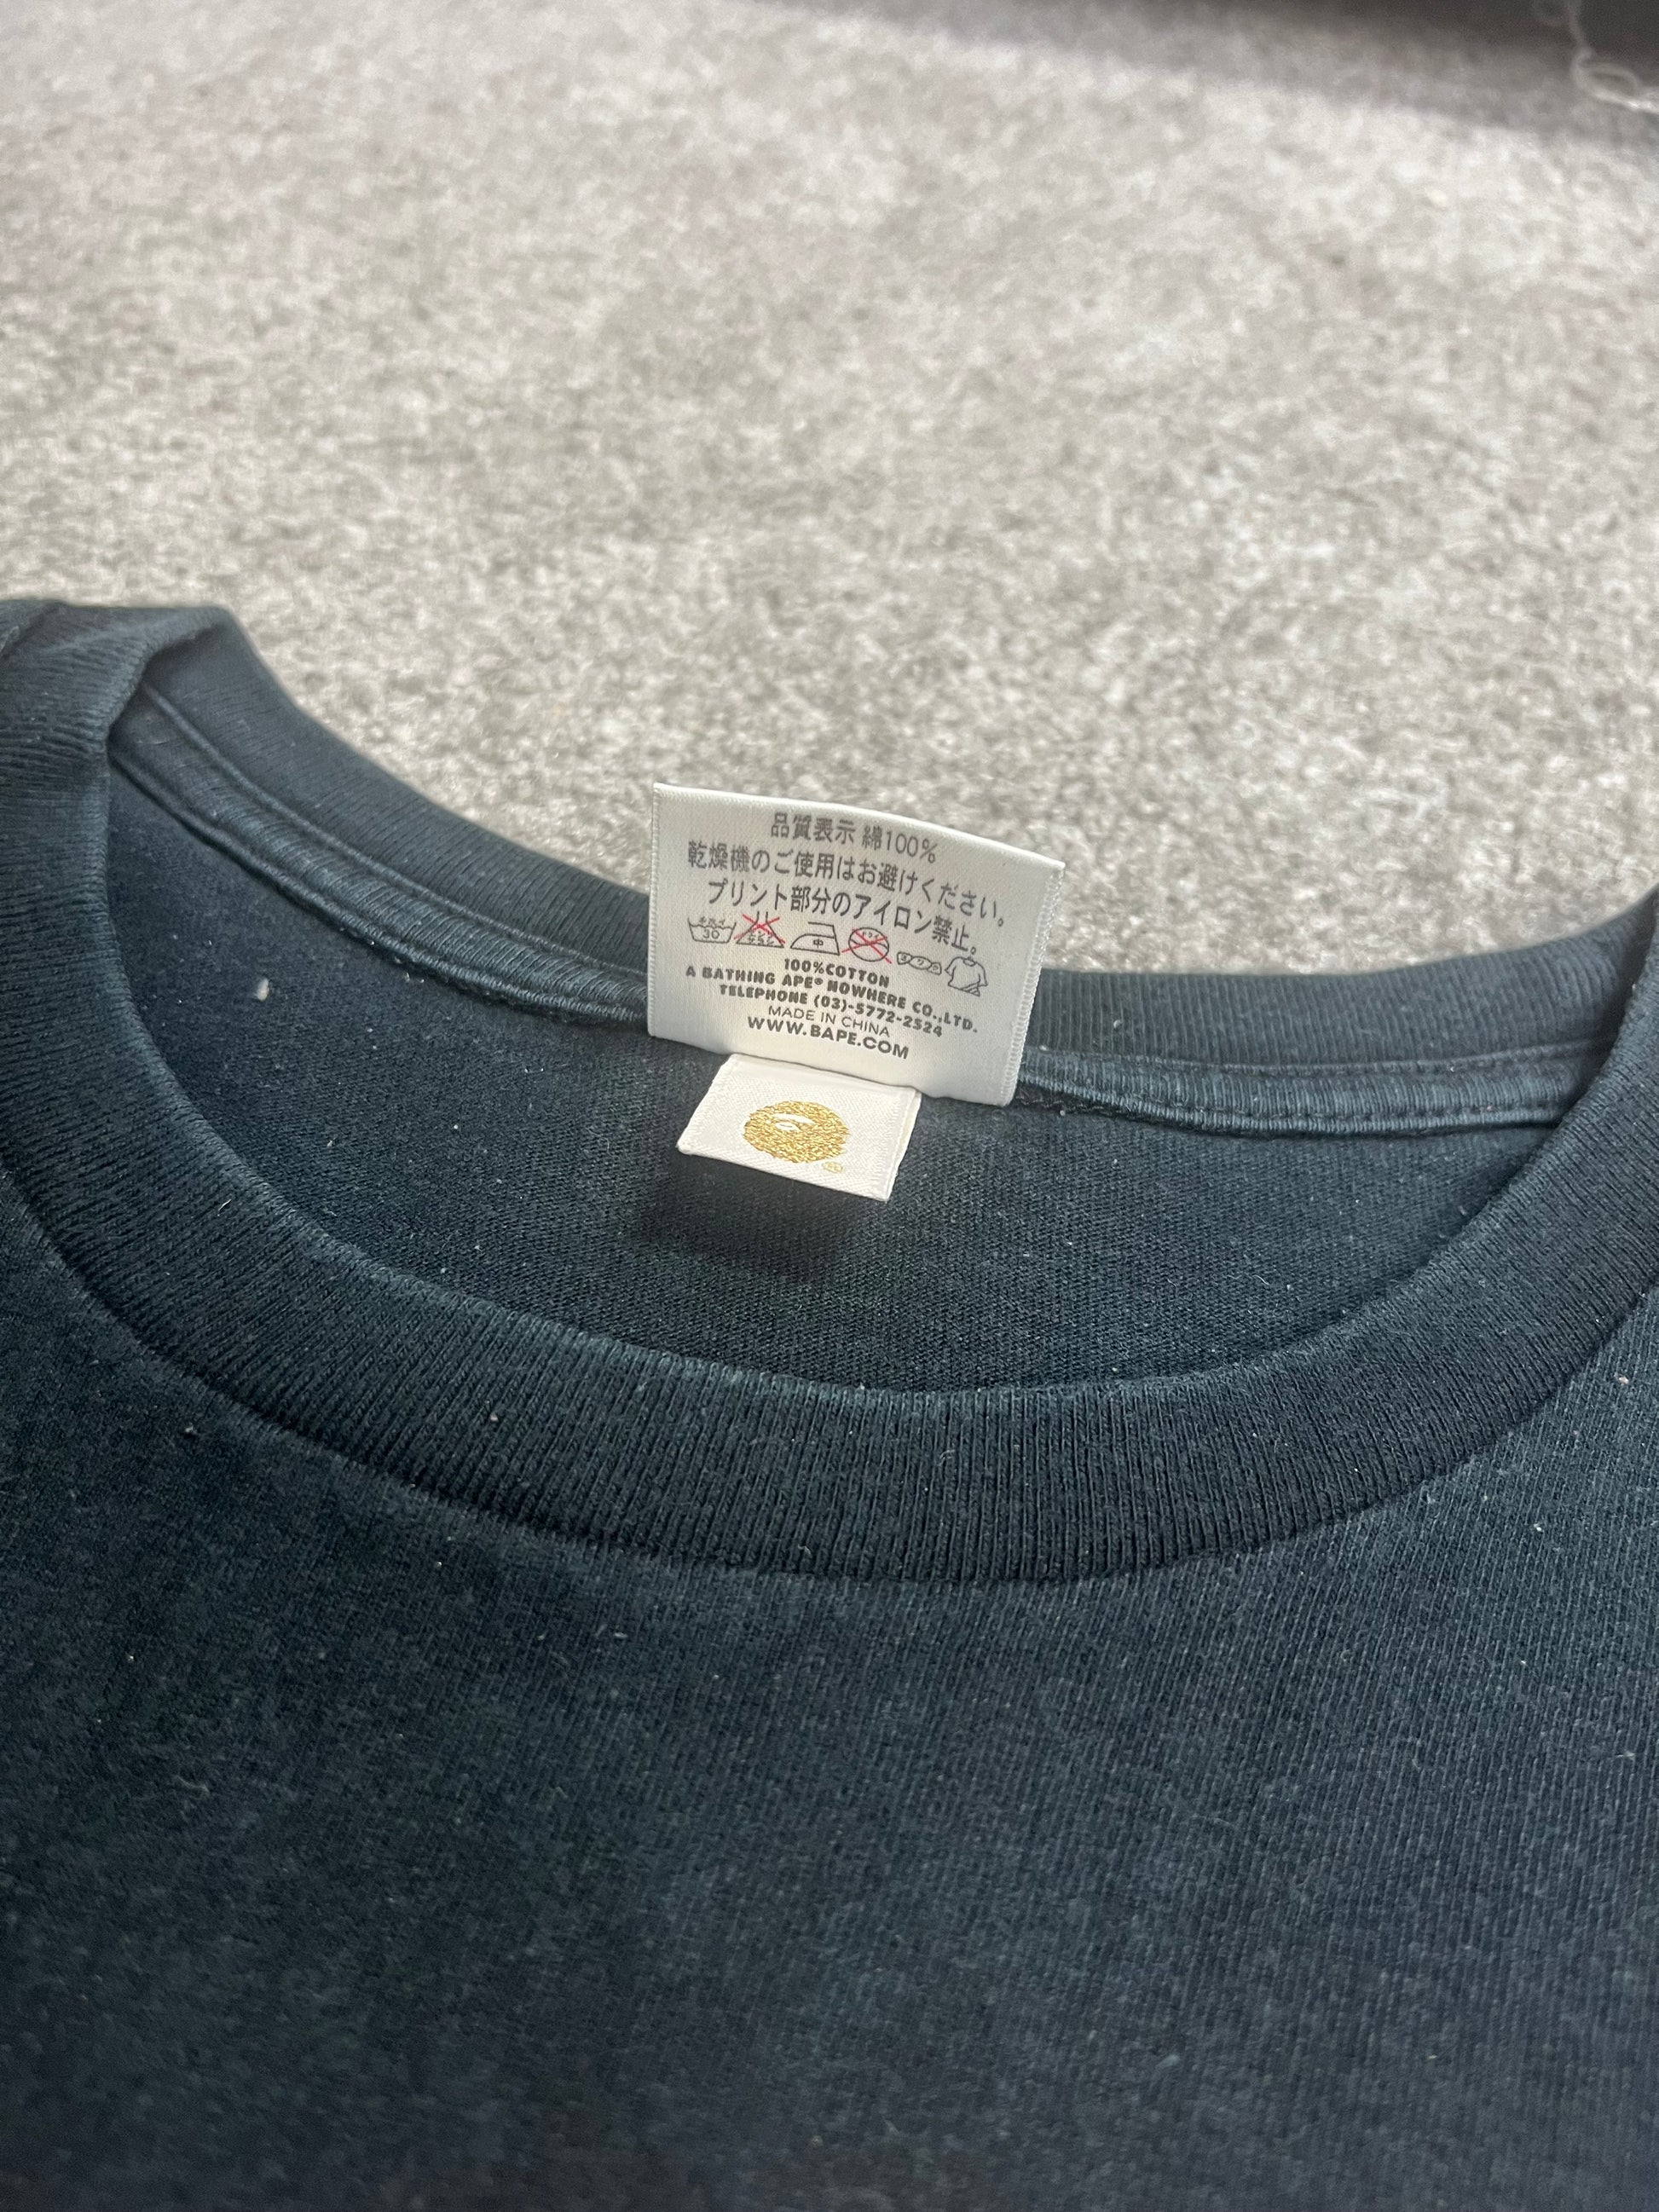 品質表示 綿100%
乾燥機のご使用はお避けください。
プリント部分のアイロン禁止。
30 中
100%COTTON
A BATHING APE® NOWHERE CO.,LTD.
TELEPHONE (03)-5772-2524
MADE IN CHINA
WWW.BAPE.COM